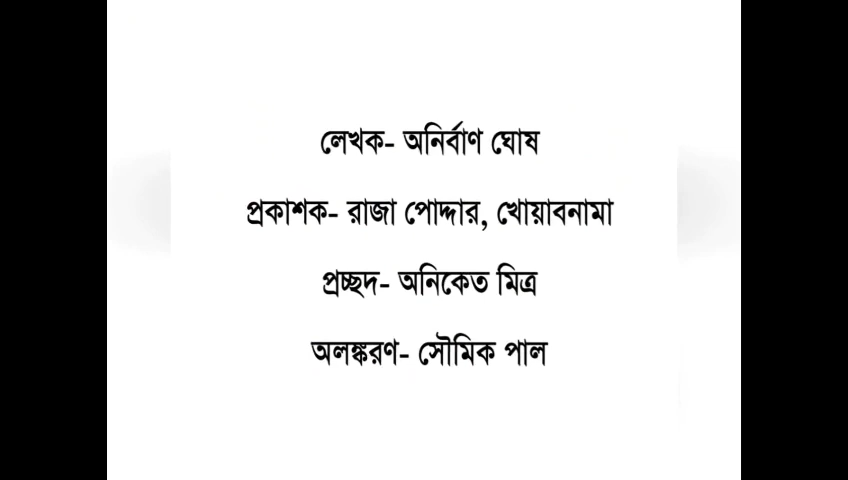 লেখক- অনির্বাণ ঘোষ
প্রকাশক- রাজা পোদ্দার, খোয়াবনামা
প্রচ্ছদ- অনিকেত মিত্র
অলঙ্করণ- সৌমিক পাল